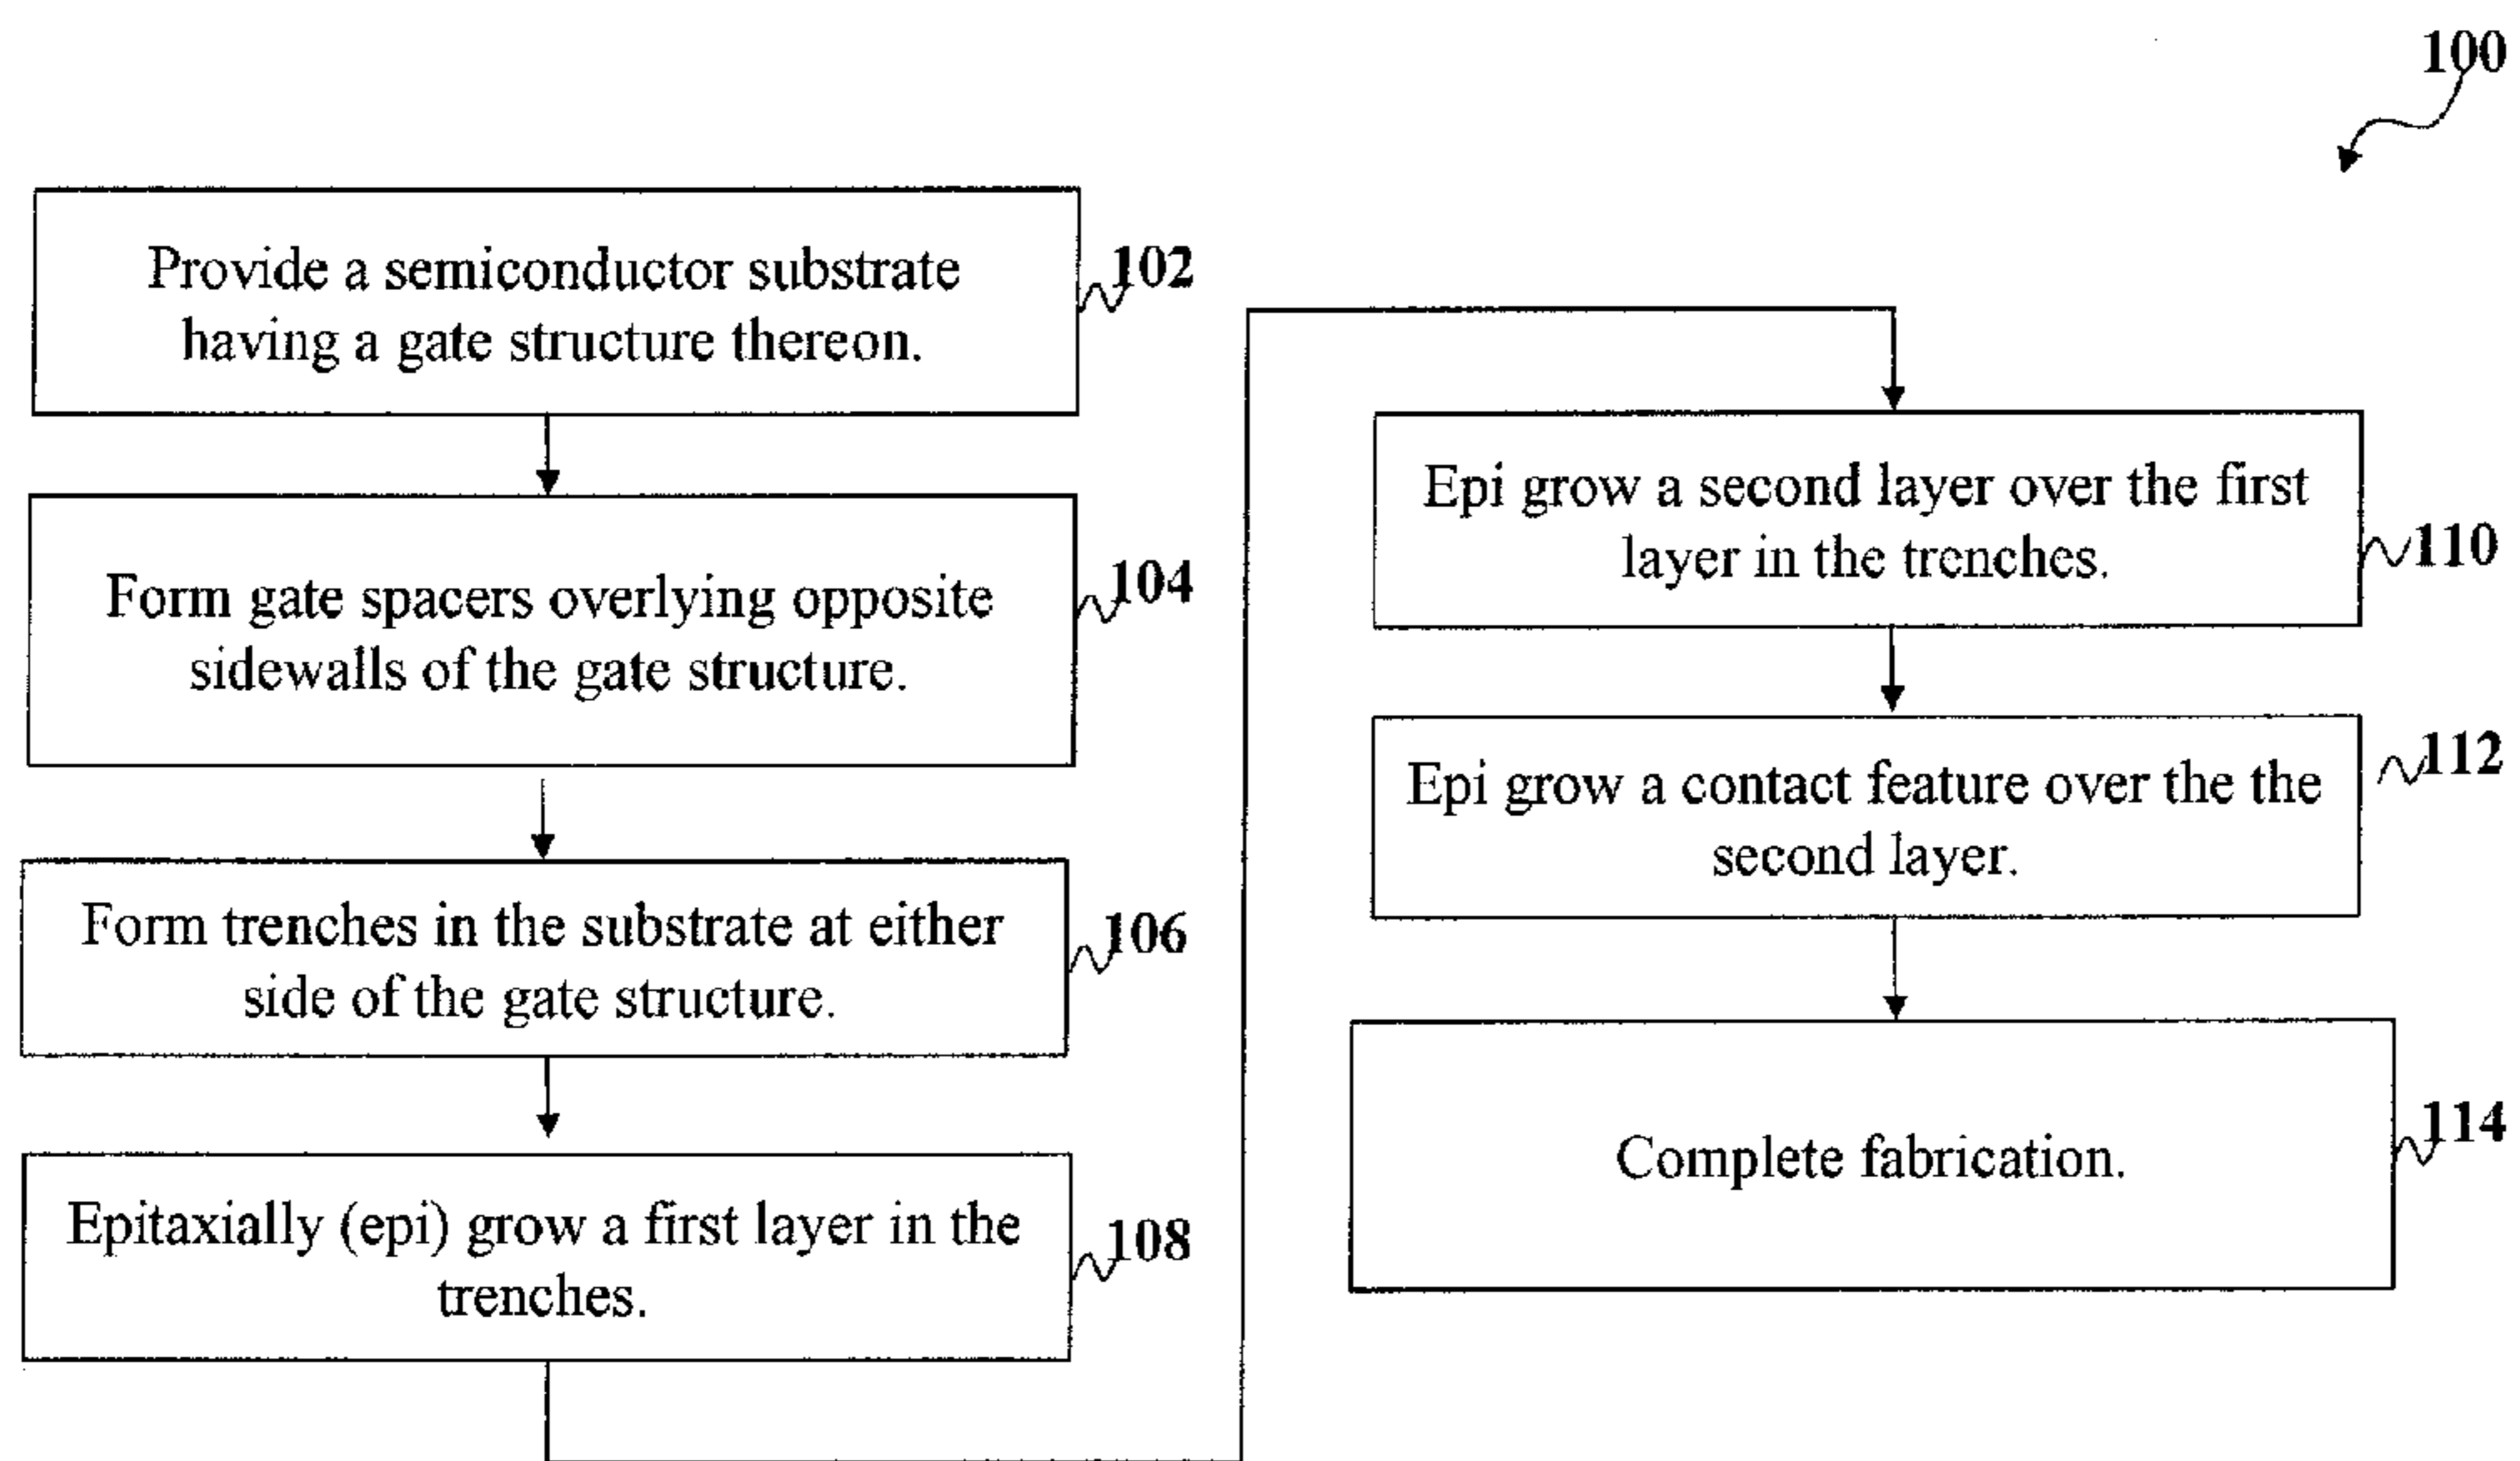 100
Provide a semiconductor substrate
having a gate structure thereon.
102
Form gate spacers overlying opposite
sidewalls of the gate structure.
104
Form trenches in the substrate at either
side of the gate structure.
106
Epitaxially (epi) grow a first layer in the
trenches.
108
Epi grow a second layer over the first
layer in the trenches.
110
Epi grow a contact feature over the the
second layer.
112
Complete fabrication.
114